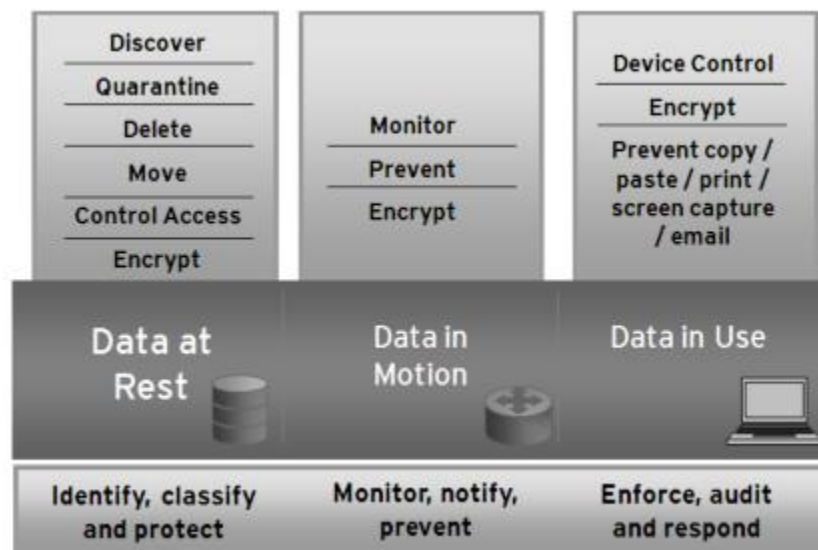 Discover
Quarantine
Delete
Move
Control Access
Encrypt
Monitor
Prevent
Encrypt
Device Control
Encrypt
Prevent copy /
paste / print /
screen capture
/ email
Data at
Rest
Data in
Motion
Data in Use
Identify, classify
and protect
Monitor, notify,
prevent
Enforce, audit
and respond